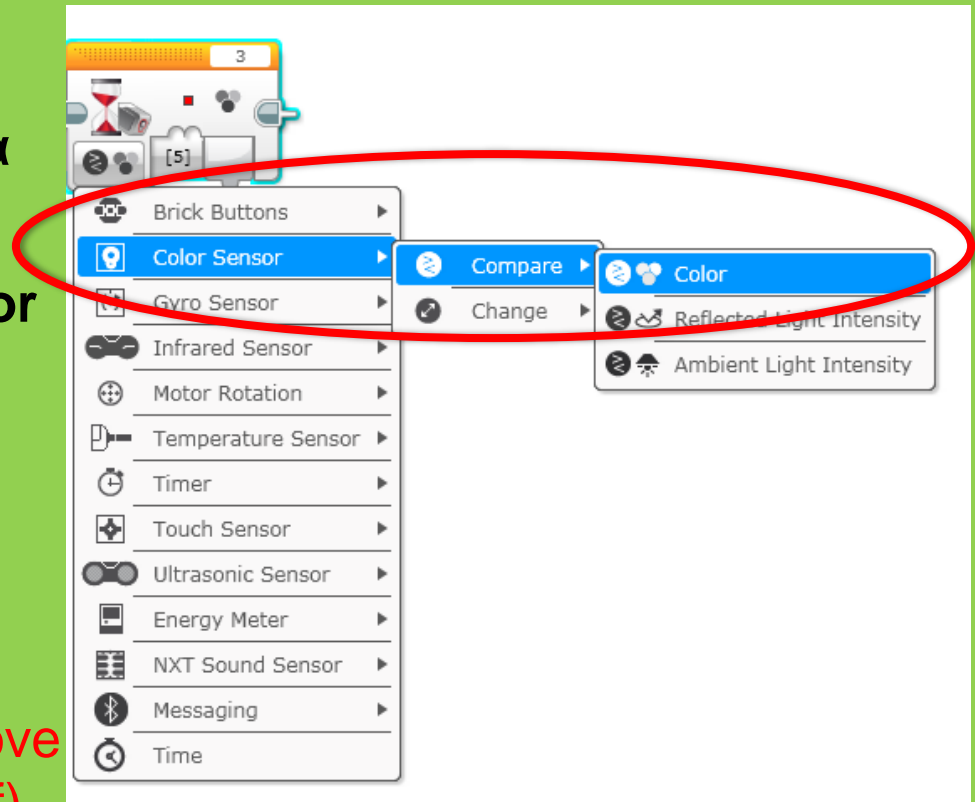 3
α
[5]
Brick Buttons
Color Sensor
Compare
Color
or
Gyro Sensor
Change
Reflected Light Intensity
Infrared Sensor
Ambient Light Intensity
Motor Rotation
Temperature Sensor
Timer
Touch Sensor
Ultrasonic Sensor
Energy Meter
NXT Sound Sensor
Messaging
ove
Time